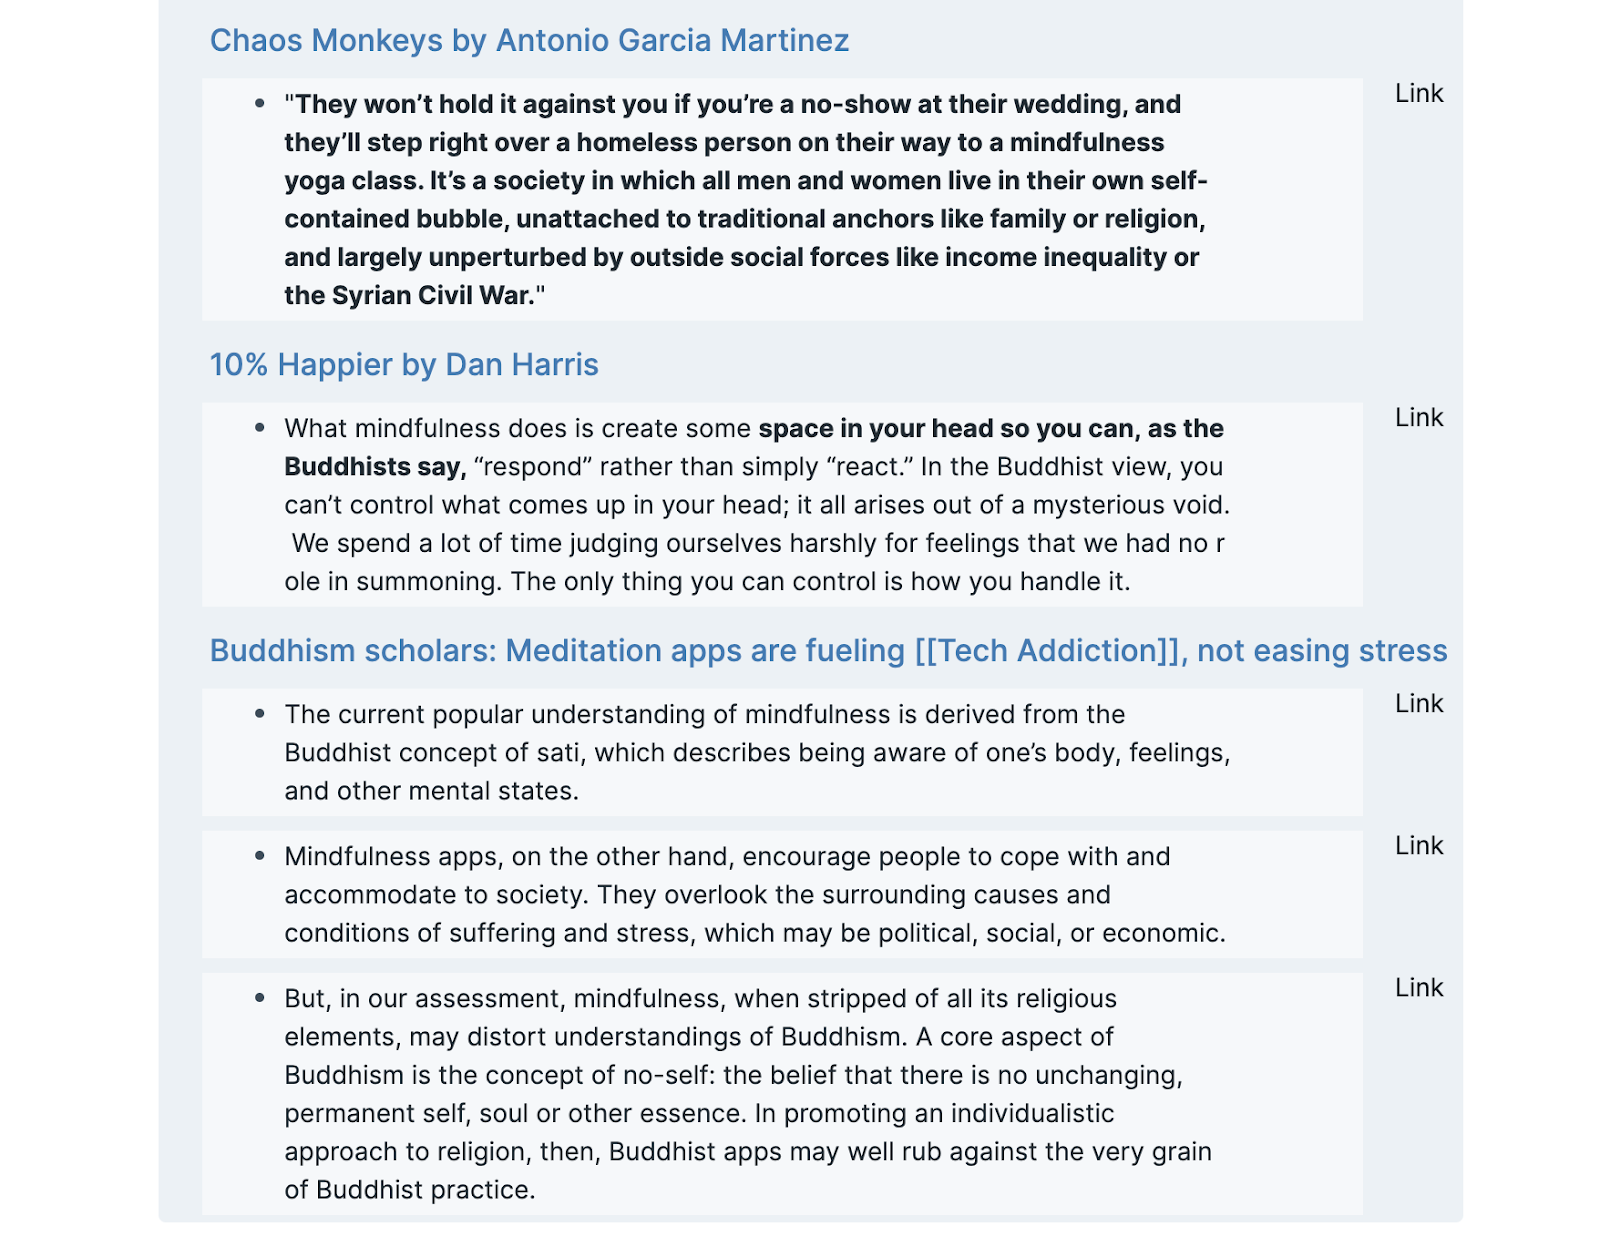 Chaos Monkeys by Antonio Garcia Martinez
Link
• "They won’t hold it against you if you’re a no-show at their wedding, and
they’ll step right over a homeless person on their way to a mindfulness
yoga class. It’s a society in which all men and women live in their own self-
contained bubble, unattached to traditional anchors like family or religion,
and largely unperturbed by outside social forces like income inequality or
the Syrian Civil War."
10% Happier by Dan Harris
Link
• What mindfulness does is create some space in your head so you can, as the
Buddhists say, “respond” rather than simply “react.” In the Buddhist view, you
can’t control what comes up in your head; it all arises out of a mysterious void.
We spend a lot of time judging ourselves harshly for feelings that we had no r
ole in summoning. The only thing you can control is how you handle it.
Buddhism scholars: Meditation apps are fueling [[Tech Addiction]], not easing stress
Link
• The current popular understanding of mindfulness is derived from the
Buddhist concept of sati, which describes being aware of one’s body, feelings,
and other mental states.
Link
• Mindfulness apps, on the other hand, encourage people to cope with and
accommodate to society. They overlook the surrounding causes and
conditions of suffering and stress, which may be political, social, or economic.
Link
• But, in our assessment, mindfulness, when stripped of all its religious
elements, may distort understandings of Buddhism. A core aspect of
Buddhism is the concept of no-self: the belief that there is no unchanging,
permanent self, soul or other essence. In promoting an individualistic
approach to religion, then, Buddhist apps may well rub against the very grain
of Buddhist practice.